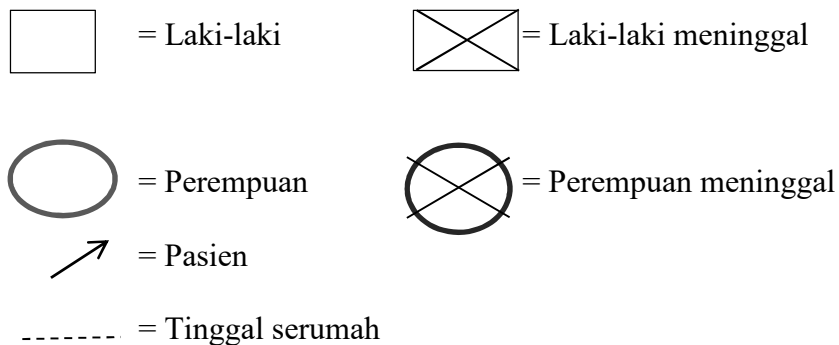 = Laki-laki = Laki-laki meninggal
= Perempuan = Perempuan meninggal
= Pasien
= Tinggal serumah